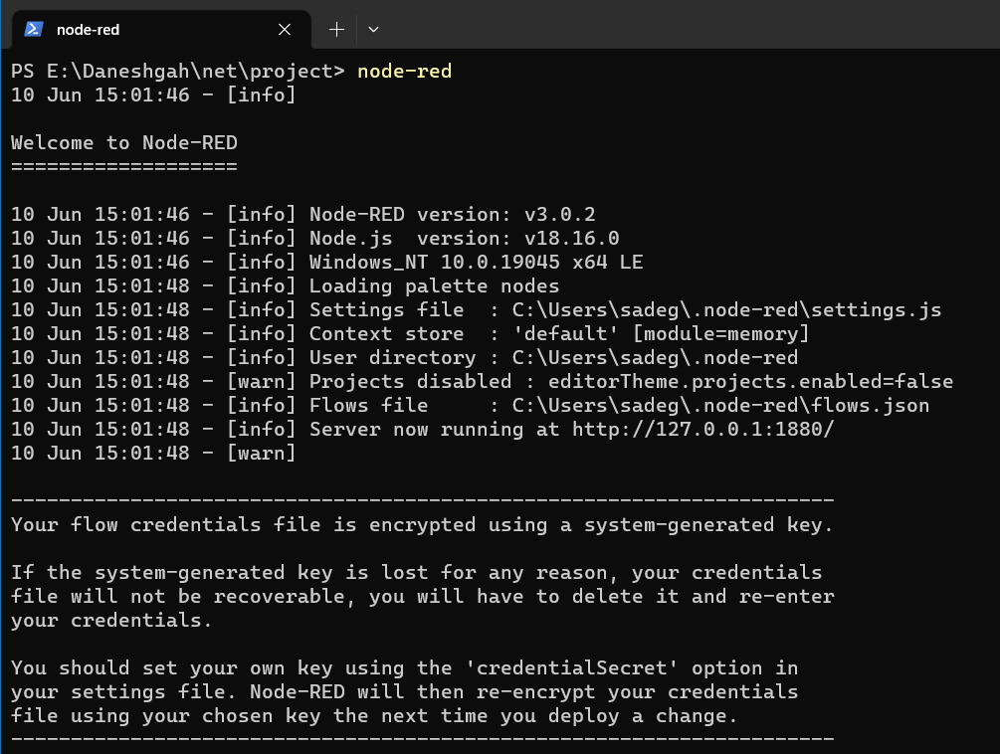 node-red
PS E:\Daneshgah\net\project> node-red
10 Jun 15:01:46 - [info]
Welcome to Node-RED
===================
10 Jun 15:01:46 - [info] Node-RED version: v3.0.2
10 Jun 15:01:46 - [info] Node.js  version: v18.16.0
10 Jun 15:01:46 - [info] Windows_NT 10.0.19045 x64 LE
10 Jun 15:01:48 - [info] Loading palette nodes
10 Jun 15:01:48 - [info] Settings file  : C:\Users\sadeg\.node-red\settings.js
10 Jun 15:01:48 - [info] Context store  : 'default' [module=memory]
10 Jun 15:01:48 - [info] User directory : C:\Users\sadeg\.node-red
10 Jun 15:01:48 - [warn] Projects disabled : editorTheme.projects.enabled=false
10 Jun 15:01:48 - [info] Flows file     : C:\Users\sadeg\.node-red\flows.json
10 Jun 15:01:48 - [info] Server now running at http://127.0.0.1:1880/
10 Jun 15:01:48 - [warn]
---------------------------------------------------------------------
Your flow credentials file is encrypted using a system-generated key.
If the system-generated key is lost for any reason, your credentials
file will not be recoverable, you will have to delete it and re-enter
your credentials.
You should set your own key using the 'credentialSecret' option in
your settings file. Node-RED will then re-encrypt your credentials
file using your chosen key the next time you deploy a change.
---------------------------------------------------------------------